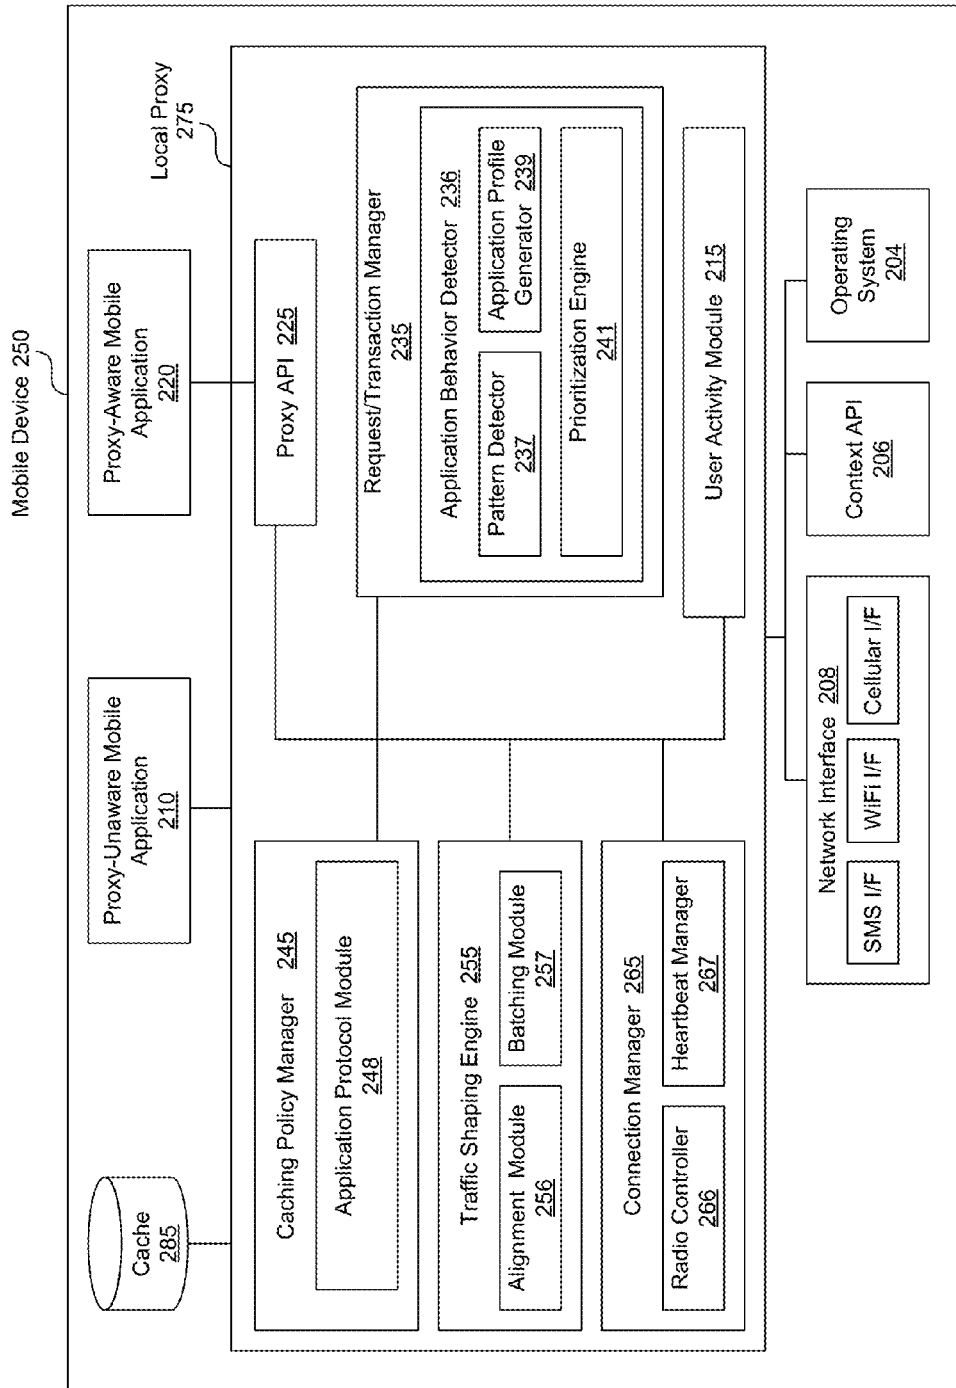 Mobile Device 250
Cache
285
Proxy-Unaware Mobile
Application
210
Proxy-Aware Mobile
Application
220
Local Proxy
275
Caching Policy Manager 245
Application Protocol Module
248
Proxy API 225
Traffic Shaping Engine 255
Alignment Module
256
Batching Module
257
Request/Transaction Manager
235
Application Behavior Detector 236
Pattern Detector
237
Application Profile
Generator 239
Prioritization Engine
241
Connection Manager 265
Radio Controller
266
Heartbeat Manager
267
User Activity Module 215
Network Interface 208
SMS I/F
WiFi I/F
Cellular I/F
Context API
206
Operating
System
204